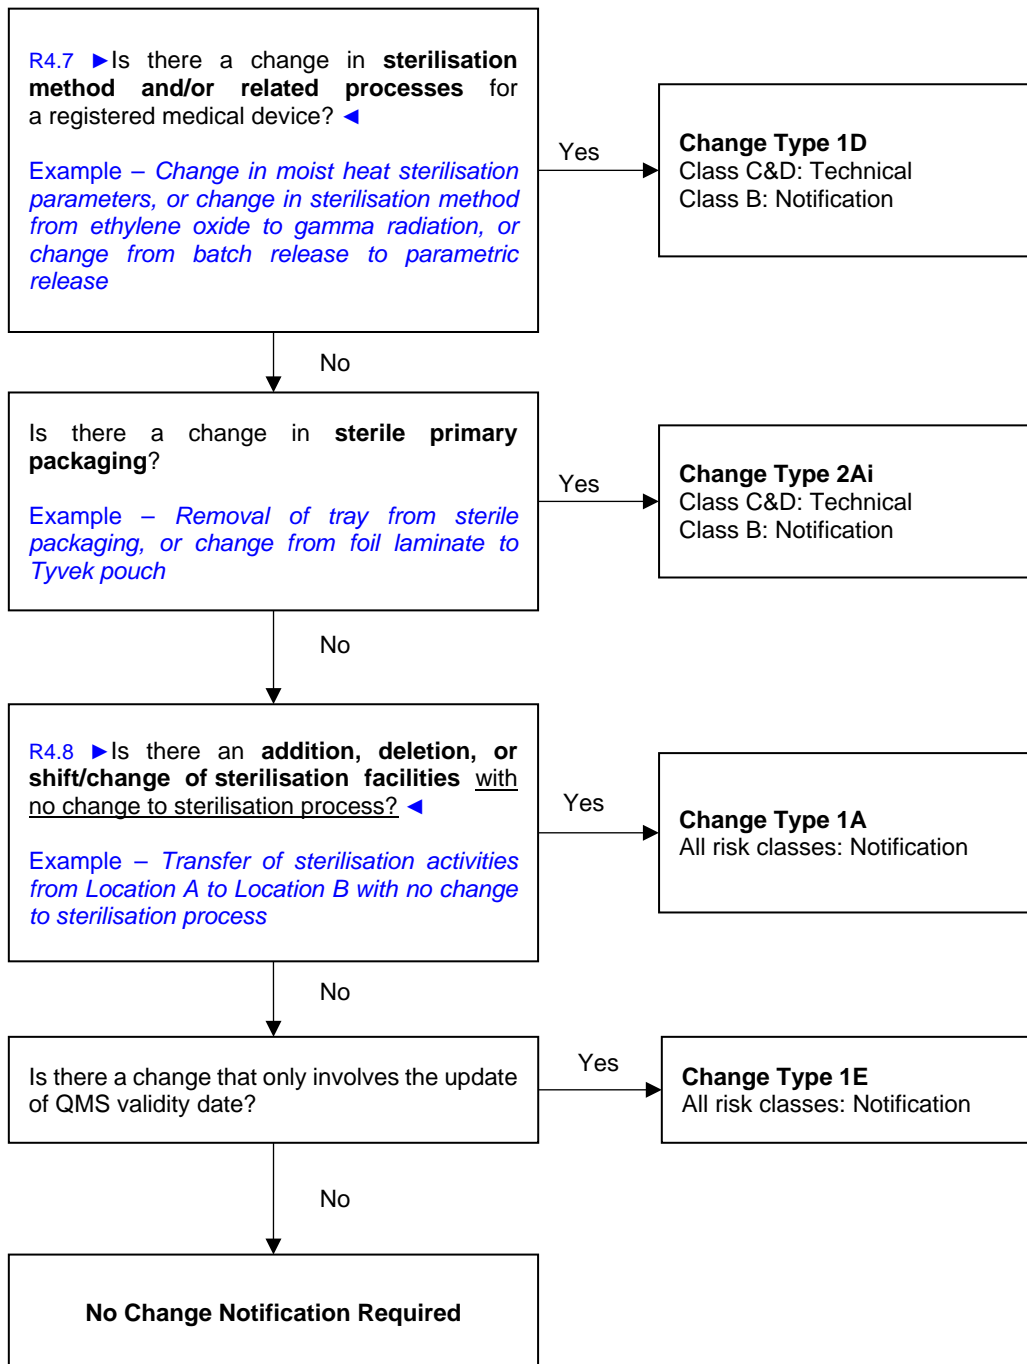 R4.7 ►Is there a change in sterilisation
method and/or related processes for
a registered medical device? ◄
Example – Change in moist heat sterilisation
parameters, or change in sterilisation method
from ethylene oxide to gamma radiation, or
change from batch release to parametric
release
Yes
Change Type 1D
Class C&D: Technical
Class B: Notification
No
Is there a change in sterile primary
packaging?
Example – Removal of tray from sterile
packaging, or change from foil laminate to
Tyvek pouch
Yes
Change Type 2Ai
Class C&D: Technical
Class B: Notification
No
R4.8 ►Is there an addition, deletion, or
shift/change of sterilisation facilities with
no change to sterilisation process? ◄
Example – Transfer of sterilisation activities
from Location A to Location B with no change
to sterilisation process
Yes
Change Type 1A
All risk classes: Notification
No
Is there a change that only involves the update
of QMS validity date?
Yes
Change Type 1E
All risk classes: Notification
No
No Change Notification Required